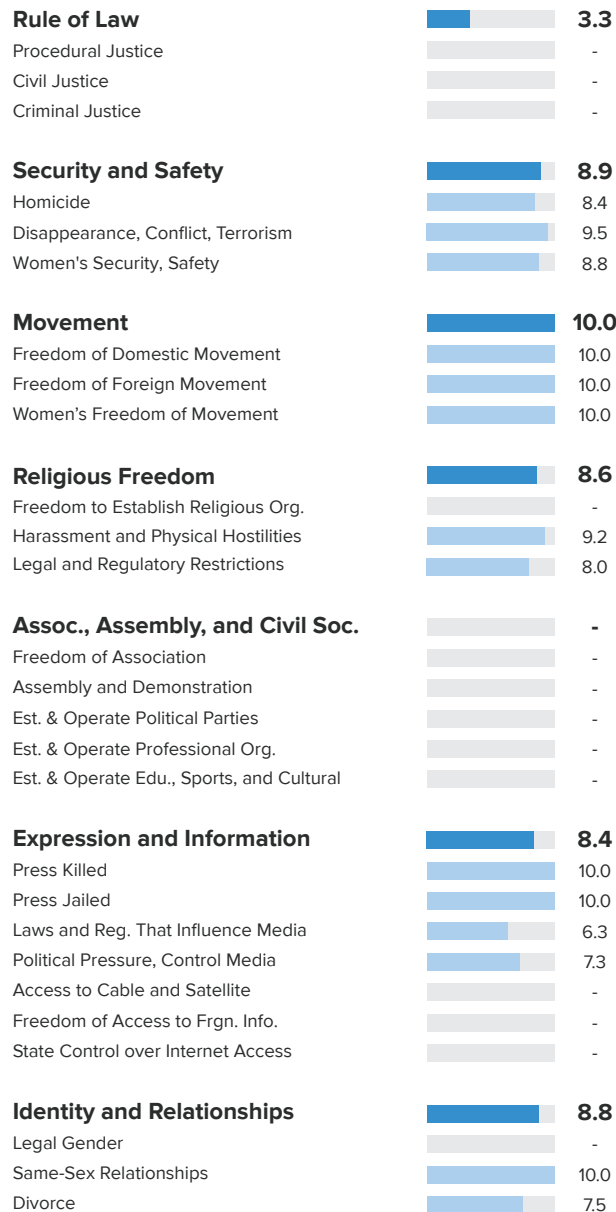 Rule of Law 3.3
Procedural Justice -
Civil Justice -
Criminal Justice -
Security and Safety 8.9
Homicide 8.4
Disappearance, Conflict, Terrorism 9.5
Women's Security, Safety 8.8
Movement 10.0
Freedom of Domestic Movement 10.0
Freedom of Foreign Movement 10.0
Women’s Freedom of Movement 10.0
Religious Freedom 8.6
Freedom to Establish Religious Org. -
Harassment and Physical Hostilities 9.2
Legal and Regulatory Restrictions 8.0
Assoc., Assembly, and Civil Soc. -
Freedom of Association -
Assembly and Demonstration -
Est. & Operate Political Parties -
Est. & Operate Professional Org. -
Est. & Operate Edu., Sports, and Cultural -
Expression and Information 8.4
Press Killed 10.0
Press Jailed 10.0
Laws and Reg. That Influence Media 6.3
Political Pressure, Control Media 7.3
Access to Cable and Satellite -
Freedom of Access to Frgn. Info. -
State Control over Internet Access -
Identity and Relationships 8.8
Legal Gender -
Same-Sex Relationships 10.0
Divorce 7.5